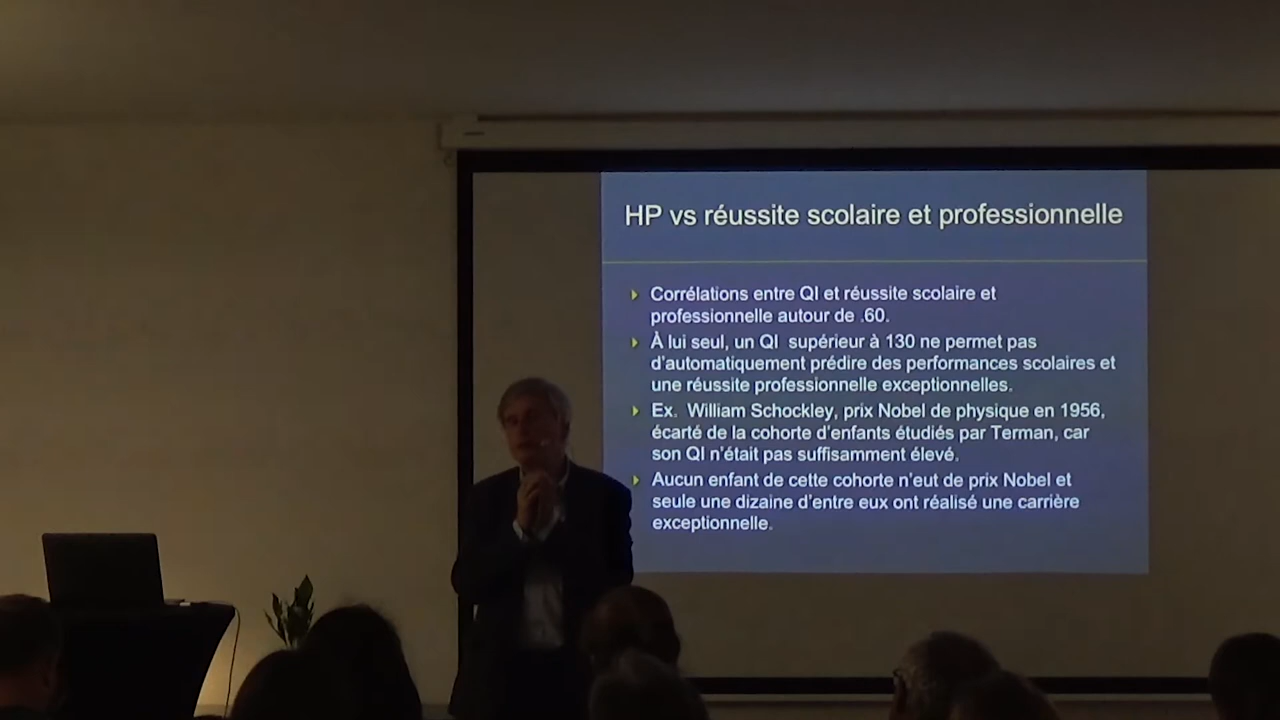 HP vs réussite scolaire et professionnelle
Corrélations entre QI et réussite scolaire et
professionnelle autour de .60.
À lui seul, un QI supérieur à 130 ne permet pas
d'automatiquement prédire des performances scolaires et
une réussite professionnelle exceptionnelles.
Ex. William Schockley, prix Nobel de physique en 1956,
écarté de la cohorte d'enfants étudiés par Terman, car
son QI n'était pas suffisamment élevé.
Aucun enfant de cette cohorte n'eut de prix Nobel et
seule une dizaine d'entre eux ont réalisé une carrière
exceptionnelle.